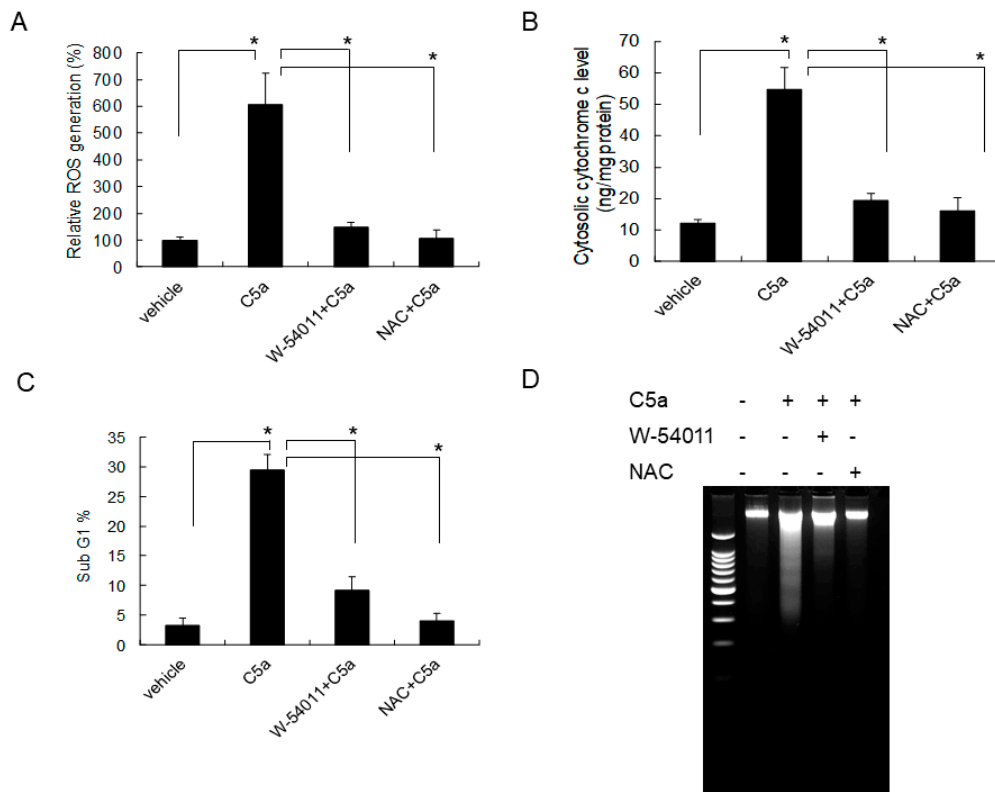 A
Relative ROS generation (%)
800
700
600
500
400
300
200
100
0
*
*
*
vehicle
C5a
W-54011+C5a
NAC+C5a
B
Cytosolic cytochrome c level
(ng/mg protein)
70
60
50
40
30
20
10
0
*
*
*
vehicle
C5a
W-54011+C5a
NAC+C5a
C
Sub G1 %
35
30
25
20
15
10
5
0
*
*
*
vehicle
C5a
W-54011+C5a
NAC+C5a
D
C5a - + + +
W-54011 - - + -
NAC - - - +